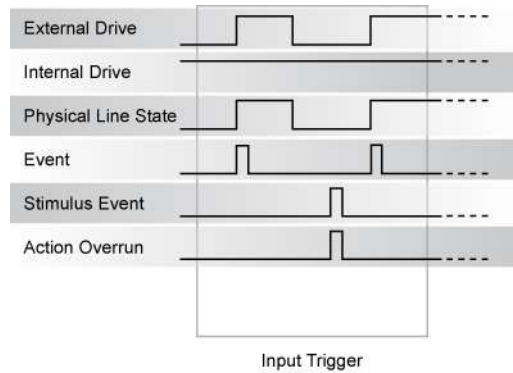 External Drive
Internal Drive
Physical Line State
Event
Stimulus Event
Action Overrun
Input Trigger